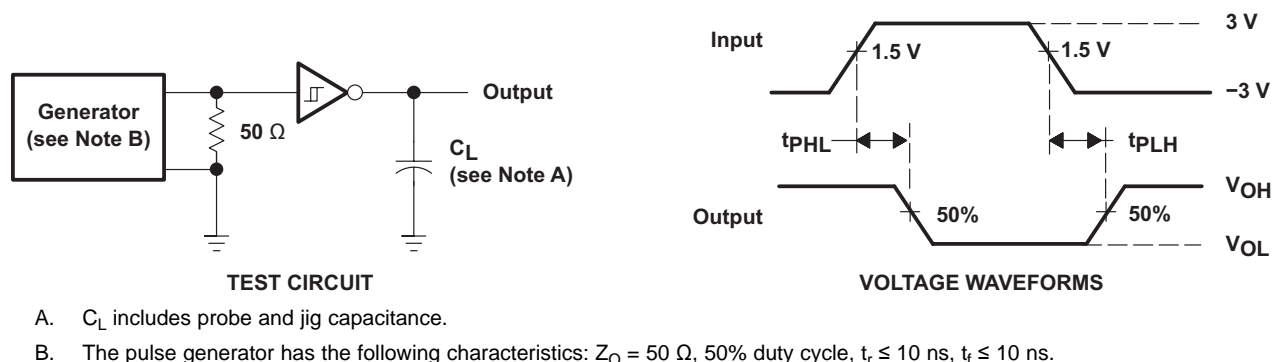 Generator
(see Note B)
50 Ω
Output
CL
(see Note A)
TEST CIRCUIT
Input
1.5 V
1.5 V
3 V
−3 V
tPHL
tPLH
Output
50%
50%
VOH
VOL
VOLTAGE WAVEFORMS
A. CL includes probe and jig capacitance.
B. The pulse generator has the following characteristics: ZO = 50 Ω, 50% duty cycle, tr ≤ 10 ns, tf ≤ 10 ns.